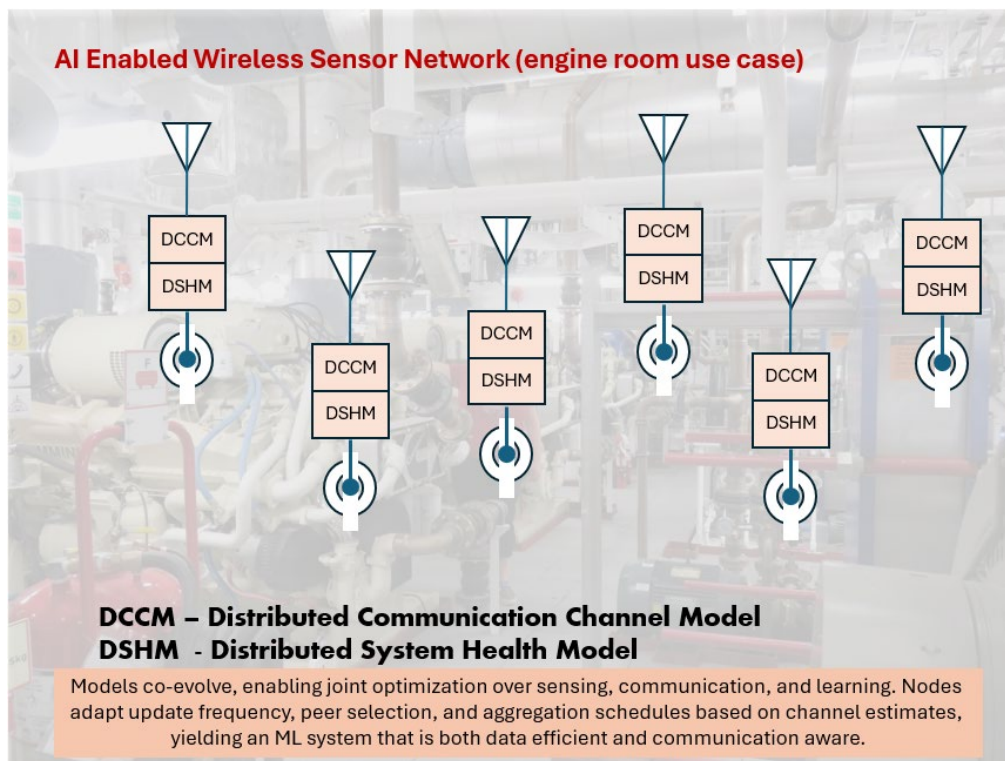 AI Enabled Wireless Sensor Network (engine room use case)
DCCM
DSHM
DCCM
DSHM
DCCM
DSHM
DCCM
DSHM
DCCM
DSHM
DCCM
DSHM
DCCM – Distributed Communication Channel Model
DSHM - Distributed System Health Model
Models co-evolve, enabling joint optimization over sensing, communication, and learning. Nodes
adapt update frequency, peer selection, and aggregation schedules based on channel estimates,
yielding an ML system that is both data efficient and communication aware.